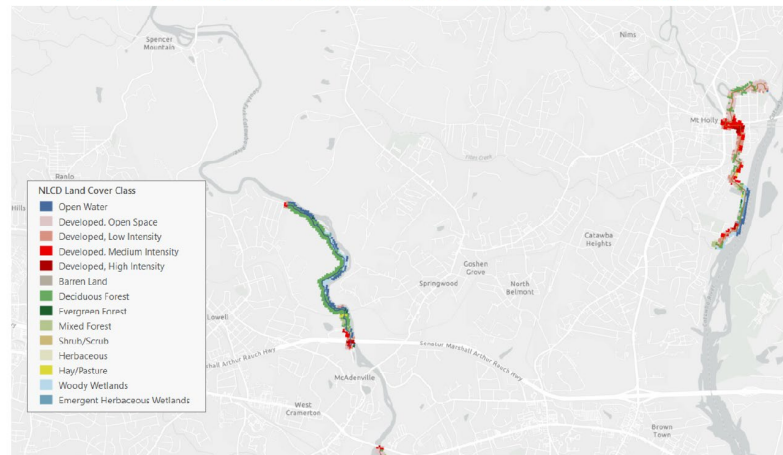 Spencer
Mountain
Nims
Mt Holly
Ranlo
Hills
NLCD Land Cover Class
Open Water
Developed, Open Space
Developed, Low Intensity
Developed, Medium Intensity
Developed, High Intensity
Barren Land
Deciduous Forest
Evergreen Forest
Mixed Forest
Shrub/Scrub
Herbaceous
Hay/Pasture
Woody Wetlands
Emergent Herbaceous Wetlands
Catawba
Heights
Goshen
Grove
Springwood
North
Belmont
Lowell
Senator Marshall Arthur Rauch Hwy
shall Arthur Rauch Hwy
McAdenville
West
Cramerton
Brown
Town